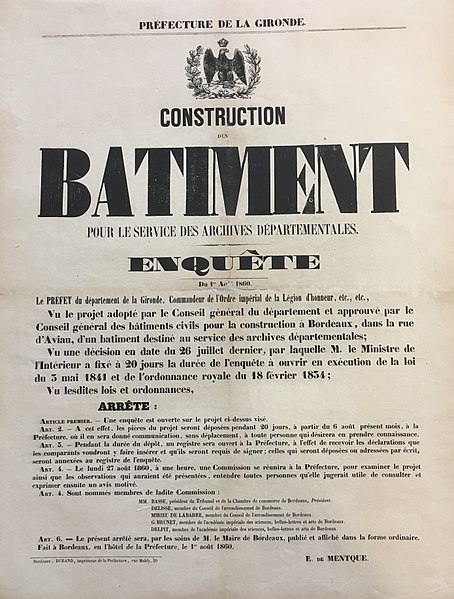 PRÉFECTURE DE LA GIRONDE.
CONSTRUCTION
D'UN
BATIMENT
POUR LE SERVICE DES ARCHIVES DÉPARTEMENTALES.
ENQUÊTE
Du 1er Août 1860.
Le PRÉFET du département de la Gironde, Commandeur de l'Ordre impérial de la Légion d'honneur, etc., etc.,
Vu le projet adopté par le Conseil général du département et approuvé par le
Conseil général des bâtiments civils pour la construction à Bordeaux, dans la rue
d'Aviau, d'un batiment destiné au service des archives départementales;
Vu une décision en date du 26 juillet dernier, par laquelle M. le Ministre de
l'Intérieur a fixé à 20 jours la durée de l'enquête à ouvrir en exécution de la loi
du 3 mai 1841 et de l'ordonnance royale du 18 février 1834;
Vu lesdites lois et ordonnances,
ARRÊTE :
ARTICLE PREMIER. – Une enquête est ouverte sur le projet ci-dessus visé.
ART. 2. – A cet effet, les pièces du projet seront déposées pendant 20 jours, à partir du 6 août présent mois, à la
Préfecture, où il en sera donné communication, sans déplacement, à toute personne qui désirera en prendre connaissance.
ART. 3. – Pendant la durée du dépôt, un registre sera ouvert à la Préfecture, à l'effet de recevoir les déclarations que
les comparants voudront y faire insérer et qu'ils seront requis de signer; celles qui seront déposées ou adressées par écrit,
seront annexées au registre de l'enquête.
ART. 4. – Le lundi 27 août 1860, à une heure, une Commission se réunira à la Préfecture, pour examiner le projet
ainsi que les observations qui auraient été présentées, entendre toutes personnes qu'elle jugerait utile de consulter et
exprimer ensuite un avis motivé.
ART. 4. Sont nommés membres de ladite Commission :
MM. BASSE, président du Tribunal et de la Chambre de commerce de Bordeaux, Président.
DELISSE, membre du Conseil de l'arrondissement de Bordeaux.
MIRIEU DE LABARRE, membre du Conseil de l'arrondissement de Bordeaux.
G. BRUNET, membre de l'académie impériale des sciences, belles-lettres et arts de Bordeaux.
DELPIT, membre de l'académie impériale des sciences, belles-lettres et arts de Bordeaux.
ART. 6. – Le présent arrêté sera, par les soins de M. le Maire de Bordeaux, publié et affiché dans la forme ordinaire.
Fait à Bordeaux, en l'hôtel de la Préfecture, le 1er août 1860.
E. DE MENTQUE.
Bordeaux, DURAND, imprimeur de la Préfecture, rue Méhly, 20